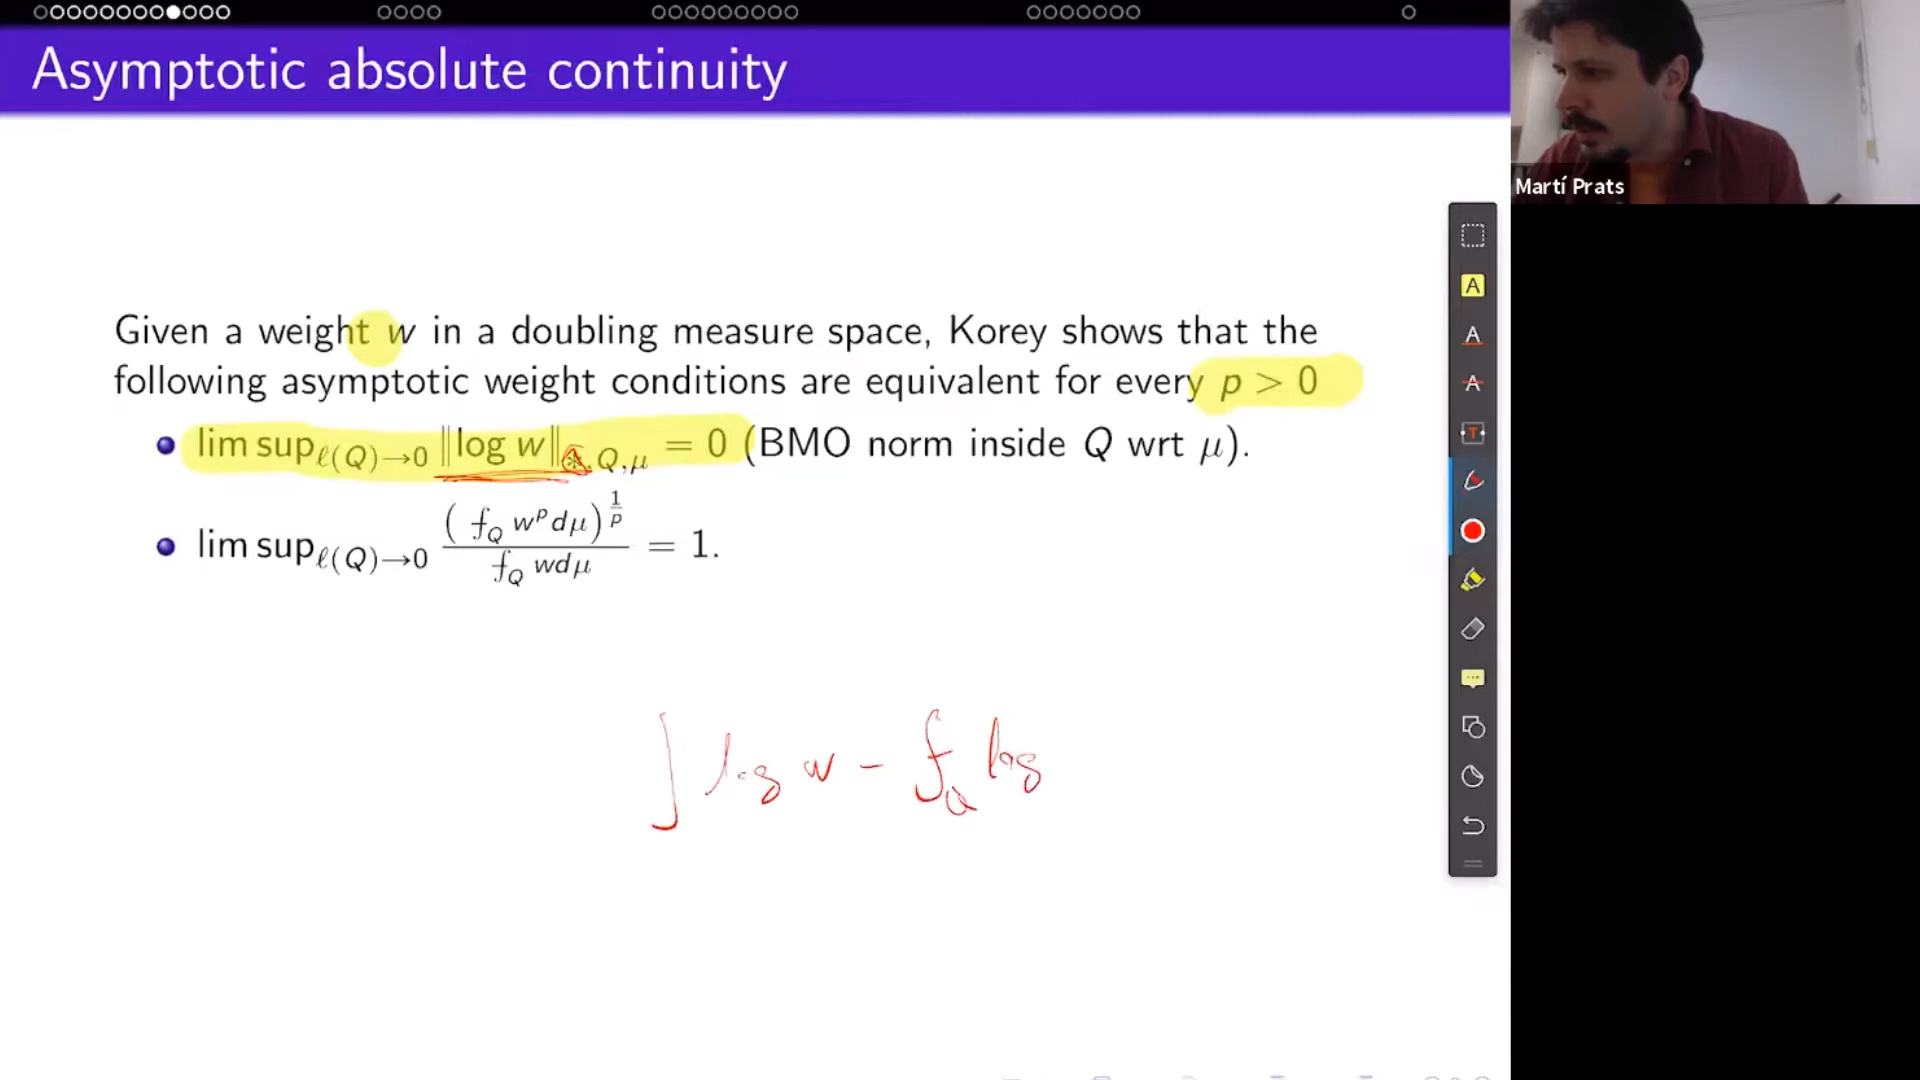 Asymptotic absolute continuity
Martí Prats
Given a weight w in a doubling measure space, Korey shows that the
following asymptotic weight conditions are equivalent for every p > 0
lim sup_{ℓ(Q)→0} ‖log w‖_{*,Q,μ} = 0 (BMO norm inside Q wrt μ).
lim sup_{ℓ(Q)→0} (⨍_Q w^p dμ)^{1/p} / ⨍_Q wdμ = 1.
∫ log w − ⨍_Q log